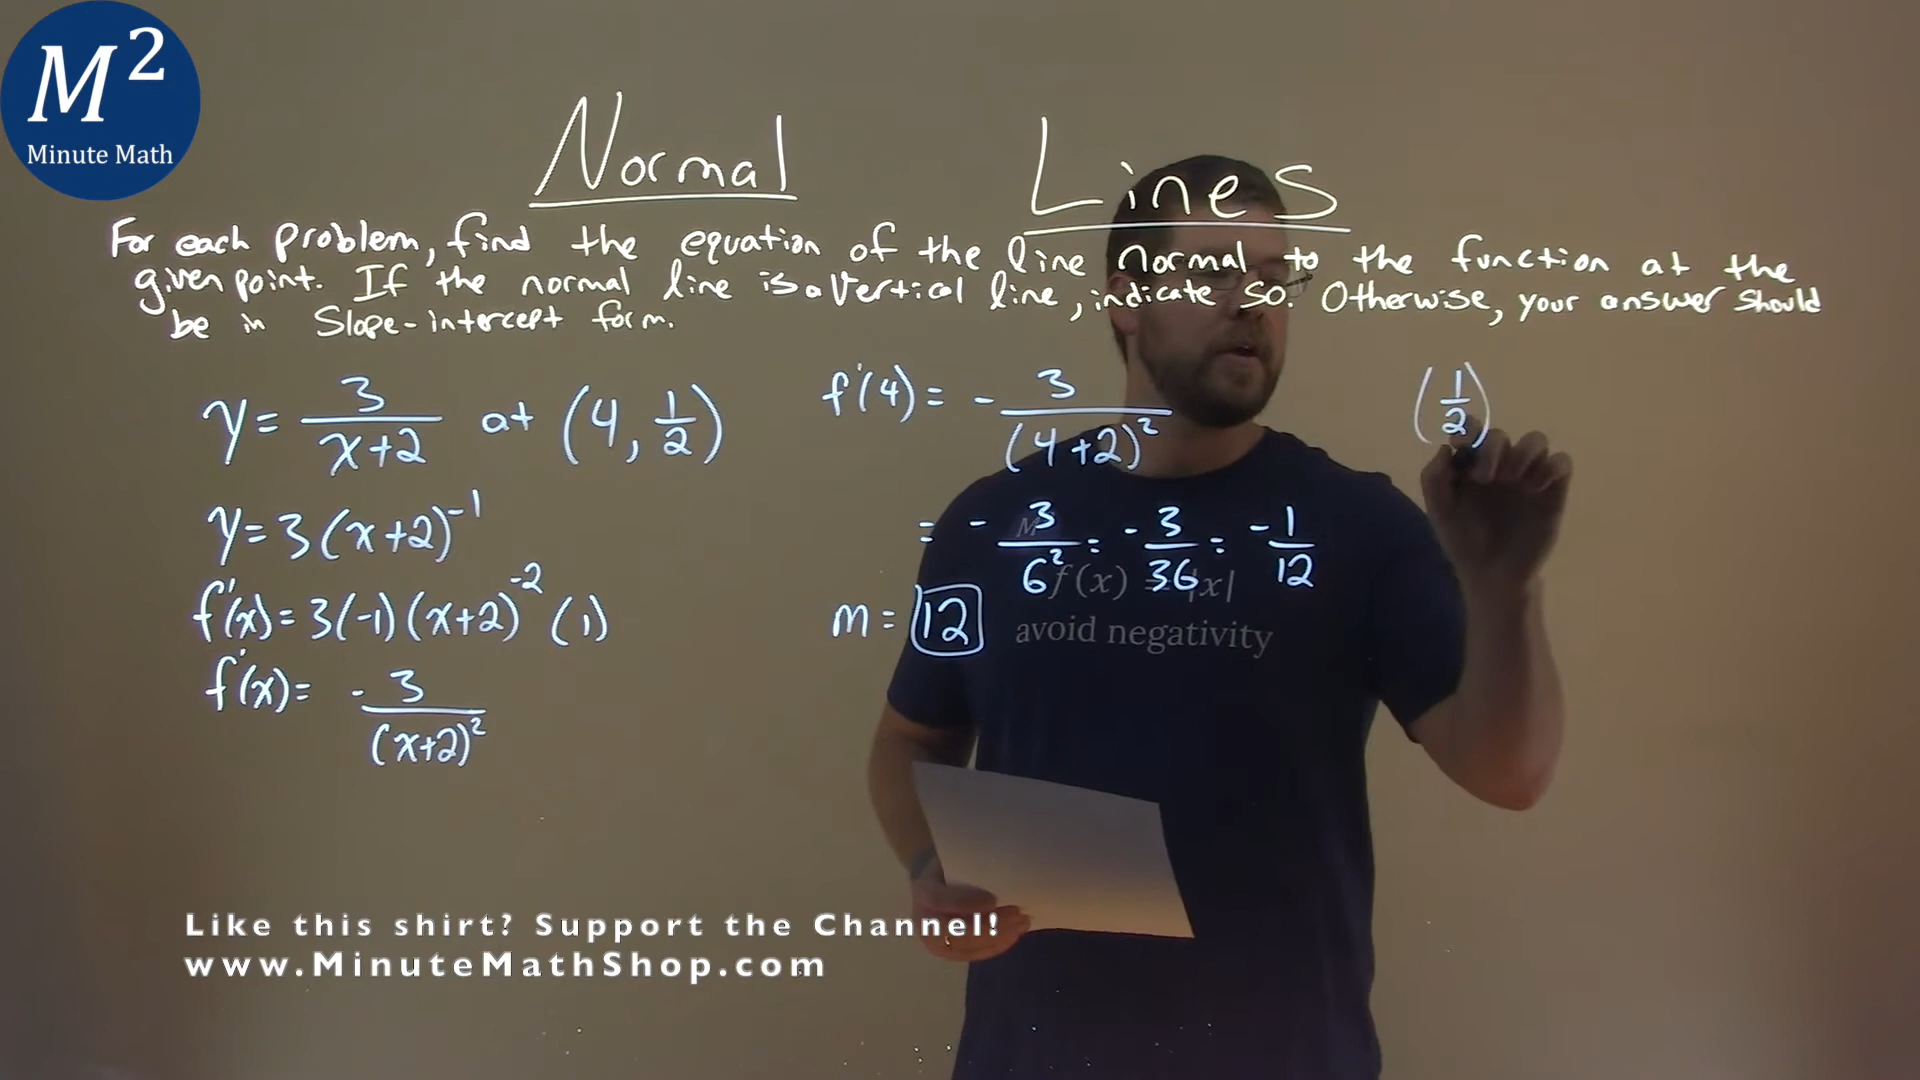 M²
Minute Math
Normal Lines
For each problem, find the equation of the line normal to the function at the
given point. If the normal line is a vertical line, indicate so. Otherwise, your answer should
be in Slope-intercept form.
y = 3/(x+2) at (4, 1/2)
y = 3(x+2)^-1
f'(x) = 3(-1)(x+2)^-2 (1)
f'(x) = - 3/(x+2)^2
f'(4) = - 3/(4+2)^2
= - 3/6^2 = - 3/36 = - 1/12
m = 12
(1/2)
f(x) = |x|
avoid negativity
Like this shirt? Support the Channel!
www.MinuteMathShop.com